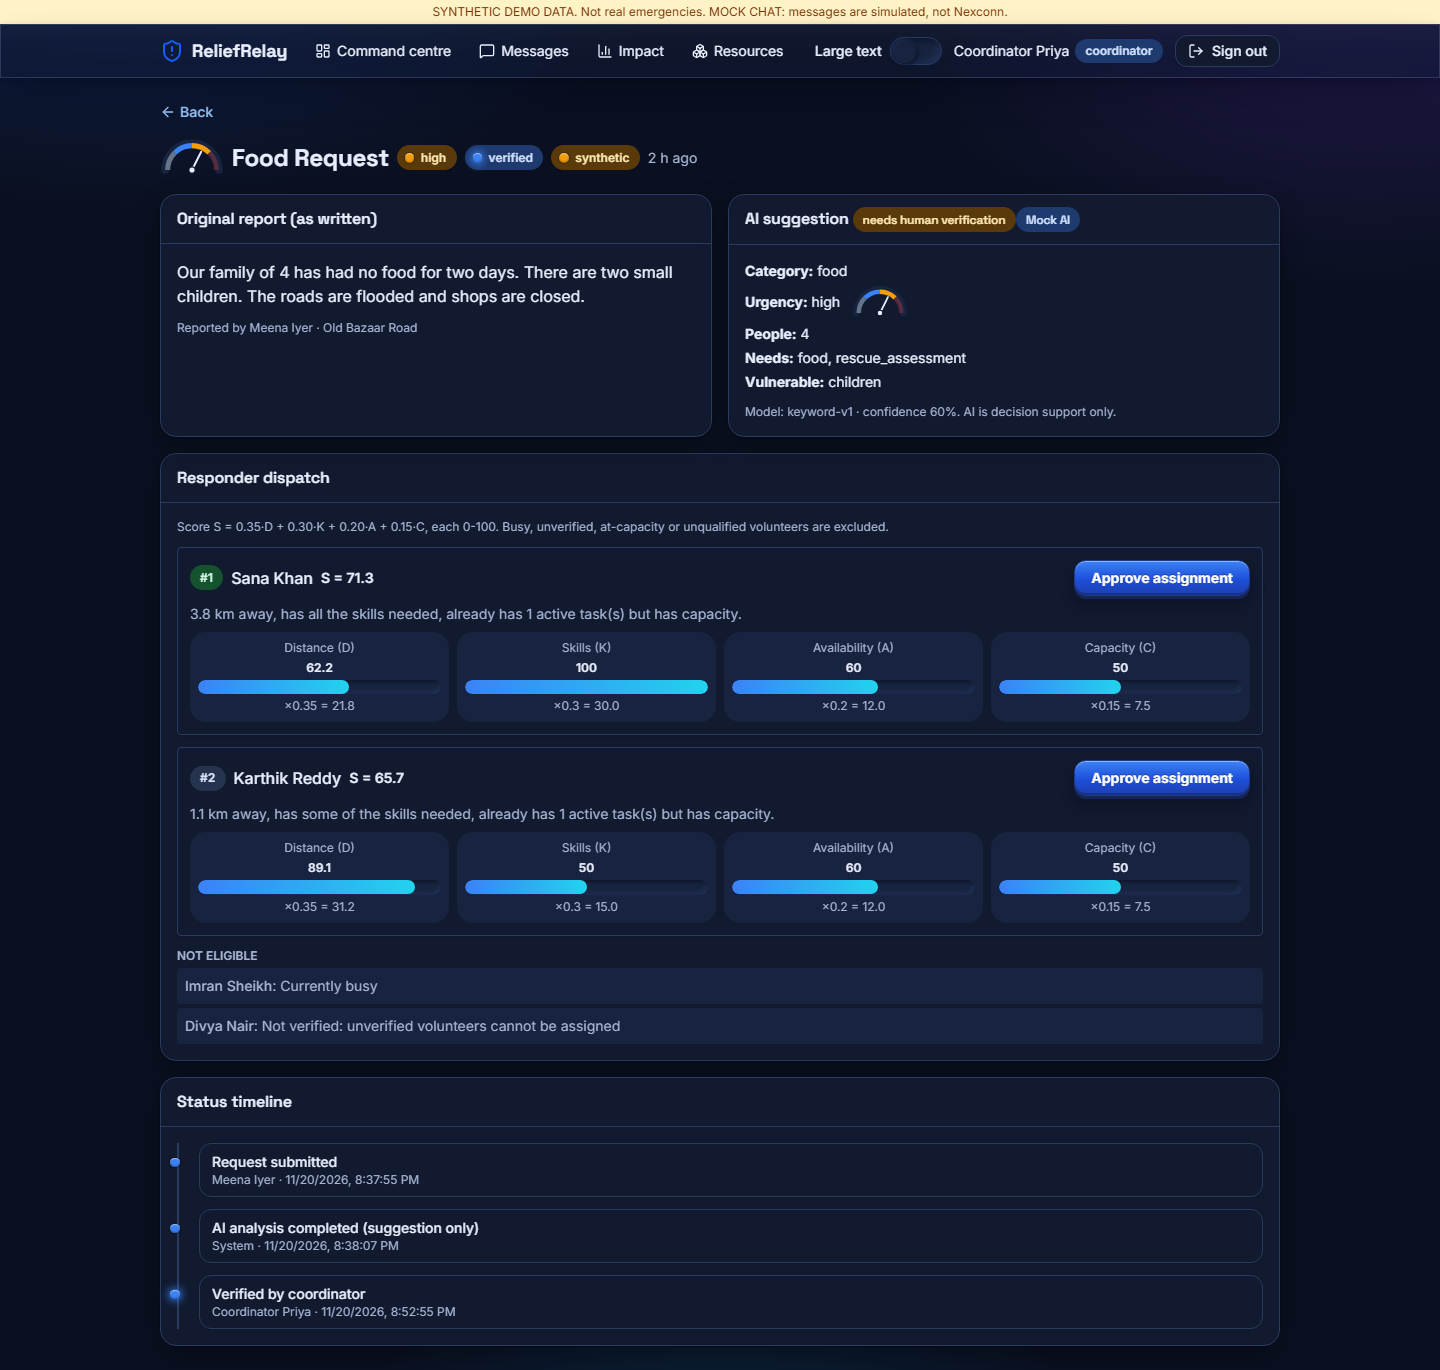 SYNTHETIC DEMO DATA. Not real emergencies. MOCK CHAT: messages are simulated, not Nexconn.
ReliefRelay
Command centre
Messages
Impact
Resources
Large text
Coordinator Priya
coordinator
Sign out
Back
Food Request
high
verified
synthetic
2 h ago
Original report (as written)
Our family of 4 has had no food for two days. There are two small
children. The roads are flooded and shops are closed.
Reported by Meena Iyer · Old Bazaar Road
AI suggestion
needs human verification
Mock AI
Category: food
Urgency: high
People: 4
Needs: food, rescue_assessment
Vulnerable: children
Model: keyword-v1 · confidence 60%. AI is decision support only.
Responder dispatch
Score S = 0.35·D + 0.30·K + 0.20·A + 0.15·C, each 0-100. Busy, unverified, at-capacity or unqualified volunteers are excluded.
#1 Sana Khan S = 71.3
Approve assignment
3.8 km away, has all the skills needed, already has 1 active task(s) but has capacity.
Distance (D)
62.2
×0.35 = 21.8
Skills (K)
100
×0.3 = 30.0
Availability (A)
60
×0.2 = 12.0
Capacity (C)
50
×0.15 = 7.5
#2 Karthik Reddy S = 65.7
Approve assignment
1.1 km away, has some of the skills needed, already has 1 active task(s) but has capacity.
Distance (D)
89.1
×0.35 = 31.2
Skills (K)
50
×0.3 = 15.0
Availability (A)
60
×0.2 = 12.0
Capacity (C)
50
×0.15 = 7.5
NOT ELIGIBLE
Imran Sheikh: Currently busy
Divya Nair: Not verified: unverified volunteers cannot be assigned
Status timeline
Request submitted
Meena Iyer · 11/20/2026, 8:37:55 PM
AI analysis completed (suggestion only)
System · 11/20/2026, 8:38:07 PM
Verified by coordinator
Coordinator Priya · 11/20/2026, 8:52:55 PM